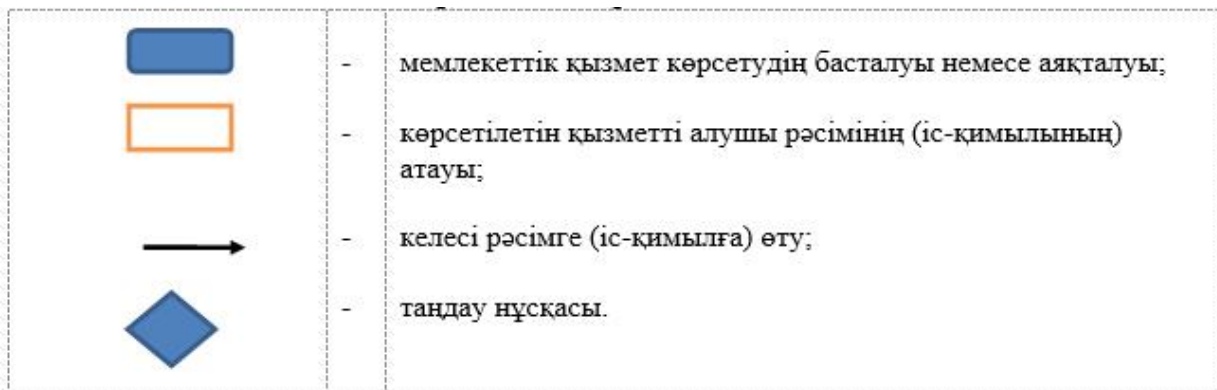 - мемлекеттік қызмет көрсетудің басталуы немесе аяқталуы;
- көрсетілетін қызметті алушы рәсімінің (іс-қимылының)
атауы;
- келесі рәсімге (іс-қимылға) өту;
- таңдау нұсқасы.